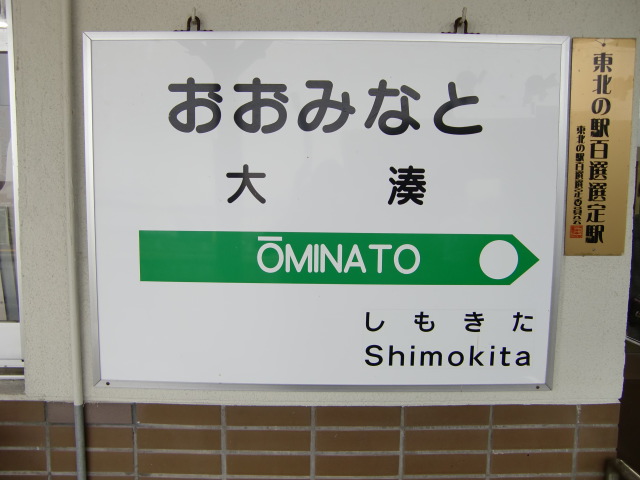 おおみなと
大湊
ŌMINATO
しもきた
Shimokita
東北の駅百選選定駅
東北の駅百選選定委員会